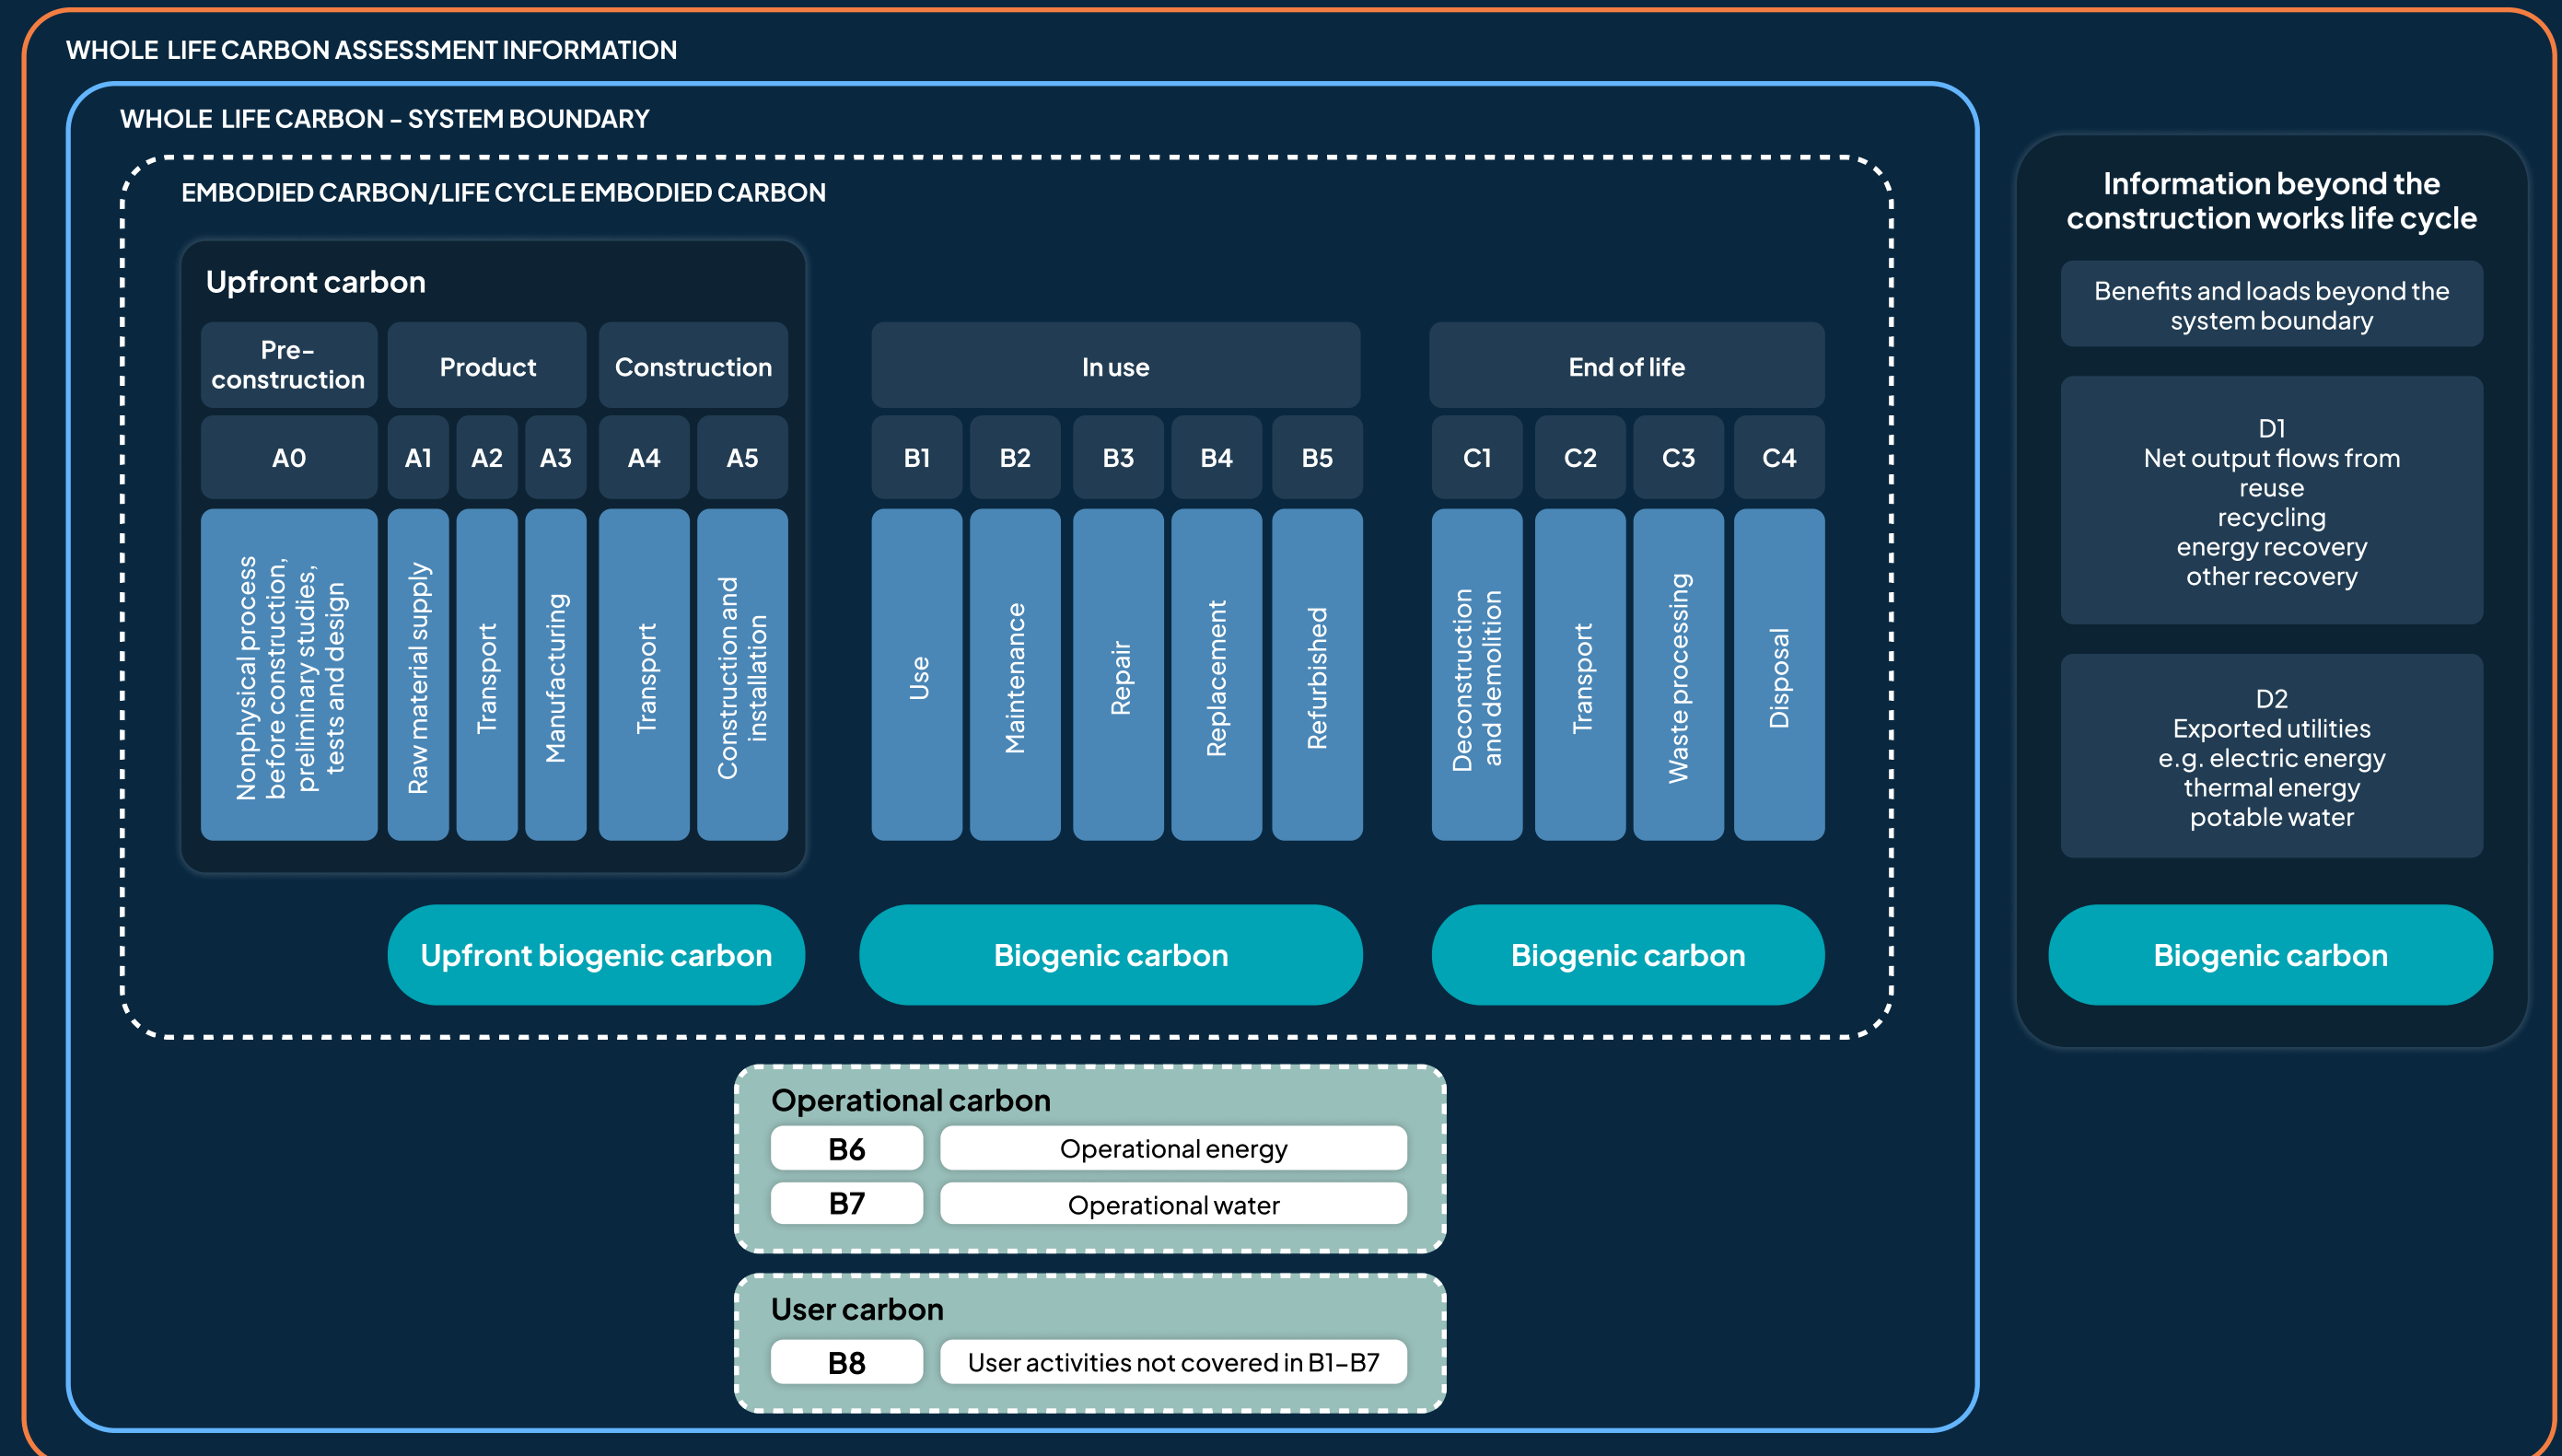 WHOLE LIFE CARBON ASSESSMENT INFORMATION
WHOLE LIFE CARBON – SYSTEM BOUNDARY
EMBODIED CARBON/LIFE CYCLE EMBODIED CARBON
Upfront carbon
Pre-
construction
Product
Construction
In use
End of life
A0
A1
A2
A3
A4
A5
B1
B2
B3
B4
B5
C1
C2
C3
C4
Nonphysical process
before construction,
preliminary studies,
tests and design
Raw material supply
Transport
Manufacturing
Transport
Construction and
installation
Use
Maintenance
Repair
Replacement
Refurbished
Deconstruction
and demolition
Transport
Waste processing
Disposal
Upfront biogenic carbon
Biogenic carbon
Biogenic carbon
Operational carbon
B6
Operational energy
B7
Operational water
User carbon
B8
User activities not covered in B1–B7
Information beyond the
construction works life cycle
Benefits and loads beyond the
system boundary
D1
Net output flows from
reuse
recycling
energy recovery
other recovery
D2
Exported utilities
e.g. electric energy
thermal energy
potable water
Biogenic carbon